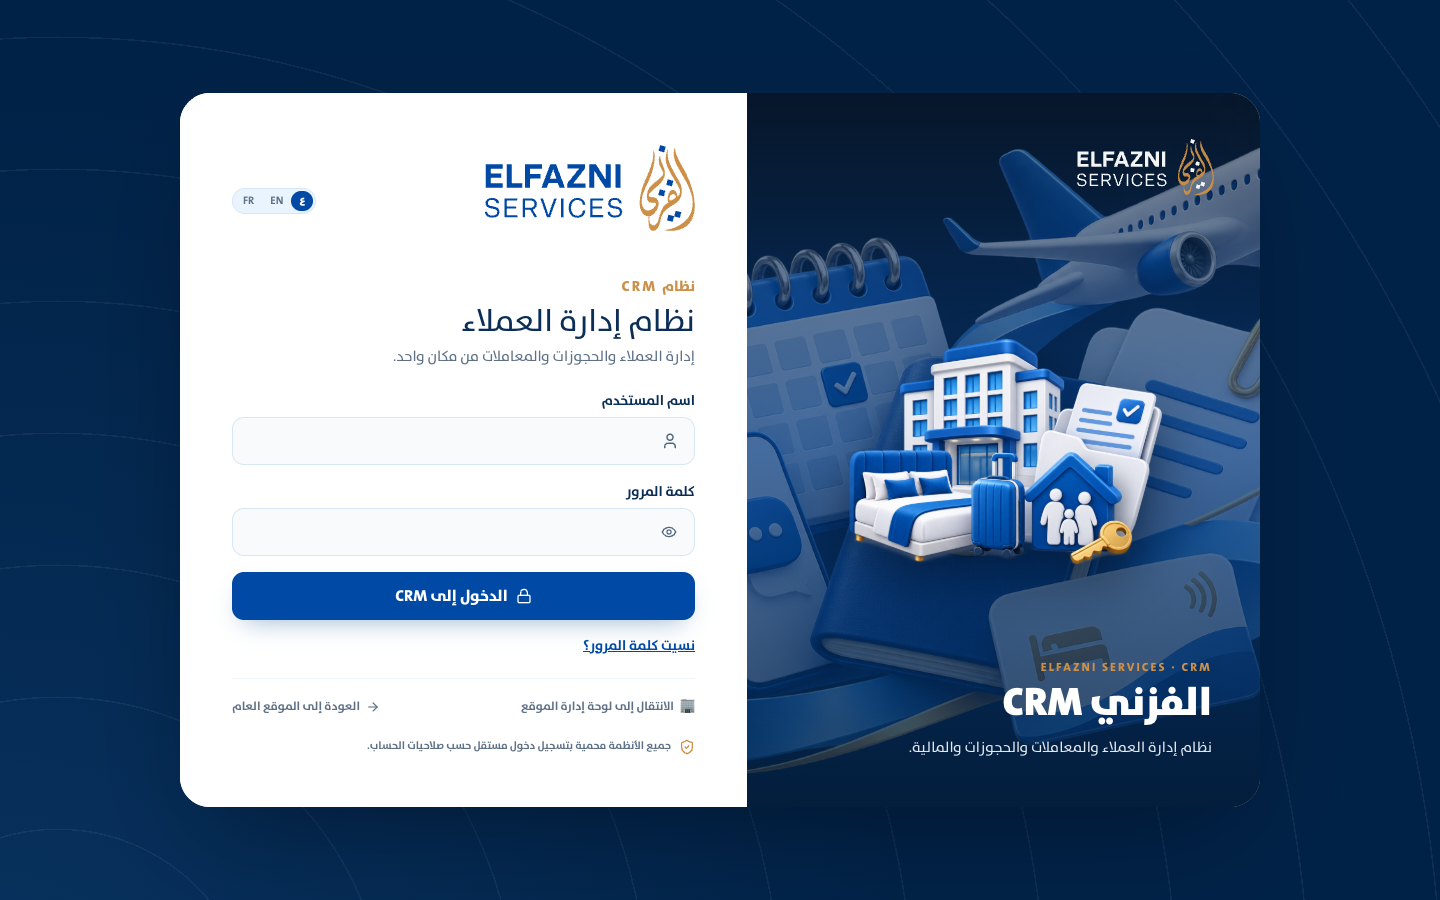 ELFAZNI
SERVICES
ELFAZNI SERVICES · CRM
الفزني CRM
نظام إدارة العملاء والمعاملات والحجوزات والمالية.
ELFAZNI
SERVICES
FR EN ع
نظام CRM
نظام إدارة العملاء
إدارة العملاء والحجوزات والمعاملات من مكان واحد.
اسم المستخدم
كلمة المرور
الدخول إلى CRM
نسيت كلمة المرور؟
الانتقال إلى لوحة إدارة الموقع
العودة إلى الموقع العام
جميع الأنظمة محمية بتسجيل دخول مستقل حسب صلاحيات الحساب.